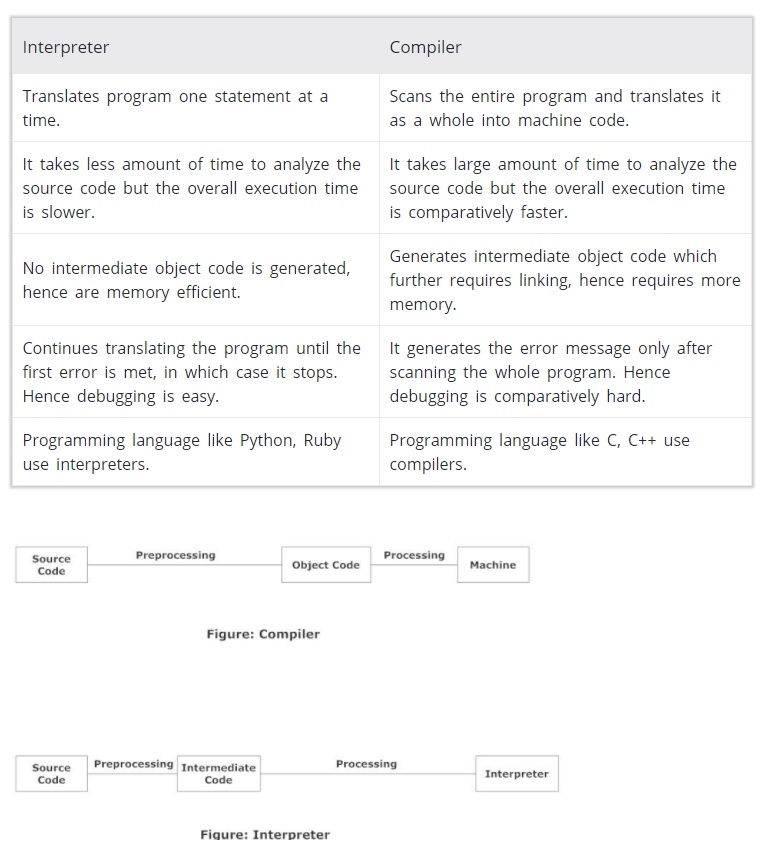 Interpreter
Compiler
Translates program one statement at a
time.
Scans the entire program and translates it
as a whole into machine code.
It takes less amount of time to analyze the
source code but the overall execution time
is slower.
It takes large amount of time to analyze the
source code but the overall execution time
is comparatively faster.
No intermediate object code is generated,
hence are memory efficient.
Generates intermediate object code which
further requires linking, hence requires more
memory.
Continues translating the program until the
first error is met, in which case it stops.
Hence debugging is easy.
It generates the error message only after
scanning the whole program. Hence
debugging is comparatively hard.
Programming language like Python, Ruby
use interpreters.
Programming language like C, C++ use
compilers.
Source
Code
Preprocessing
Object Code
Processing
Machine
Figure: Compiler
Source
Code
Preprocessing
Intermediate
Code
Processing
Interpreter
Figure: Interpreter